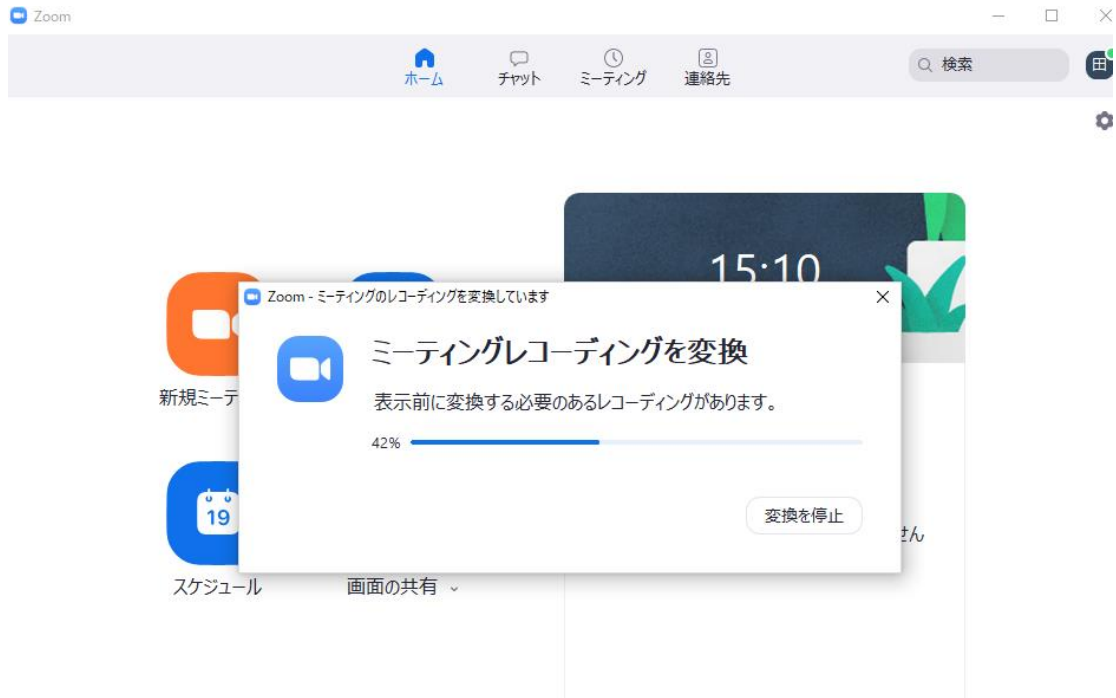 Zoom
ホーム
チャット
ミーティング
連絡先
検索
田
15:10
Zoom - ミーティングのレコーディングを変換しています
ミーティングレコーディングを変換
表示前に変換する必要のあるレコーディングがあります。
42%
変換を停止
新規ミーテ
19
せん
スケジュール
画面の共有